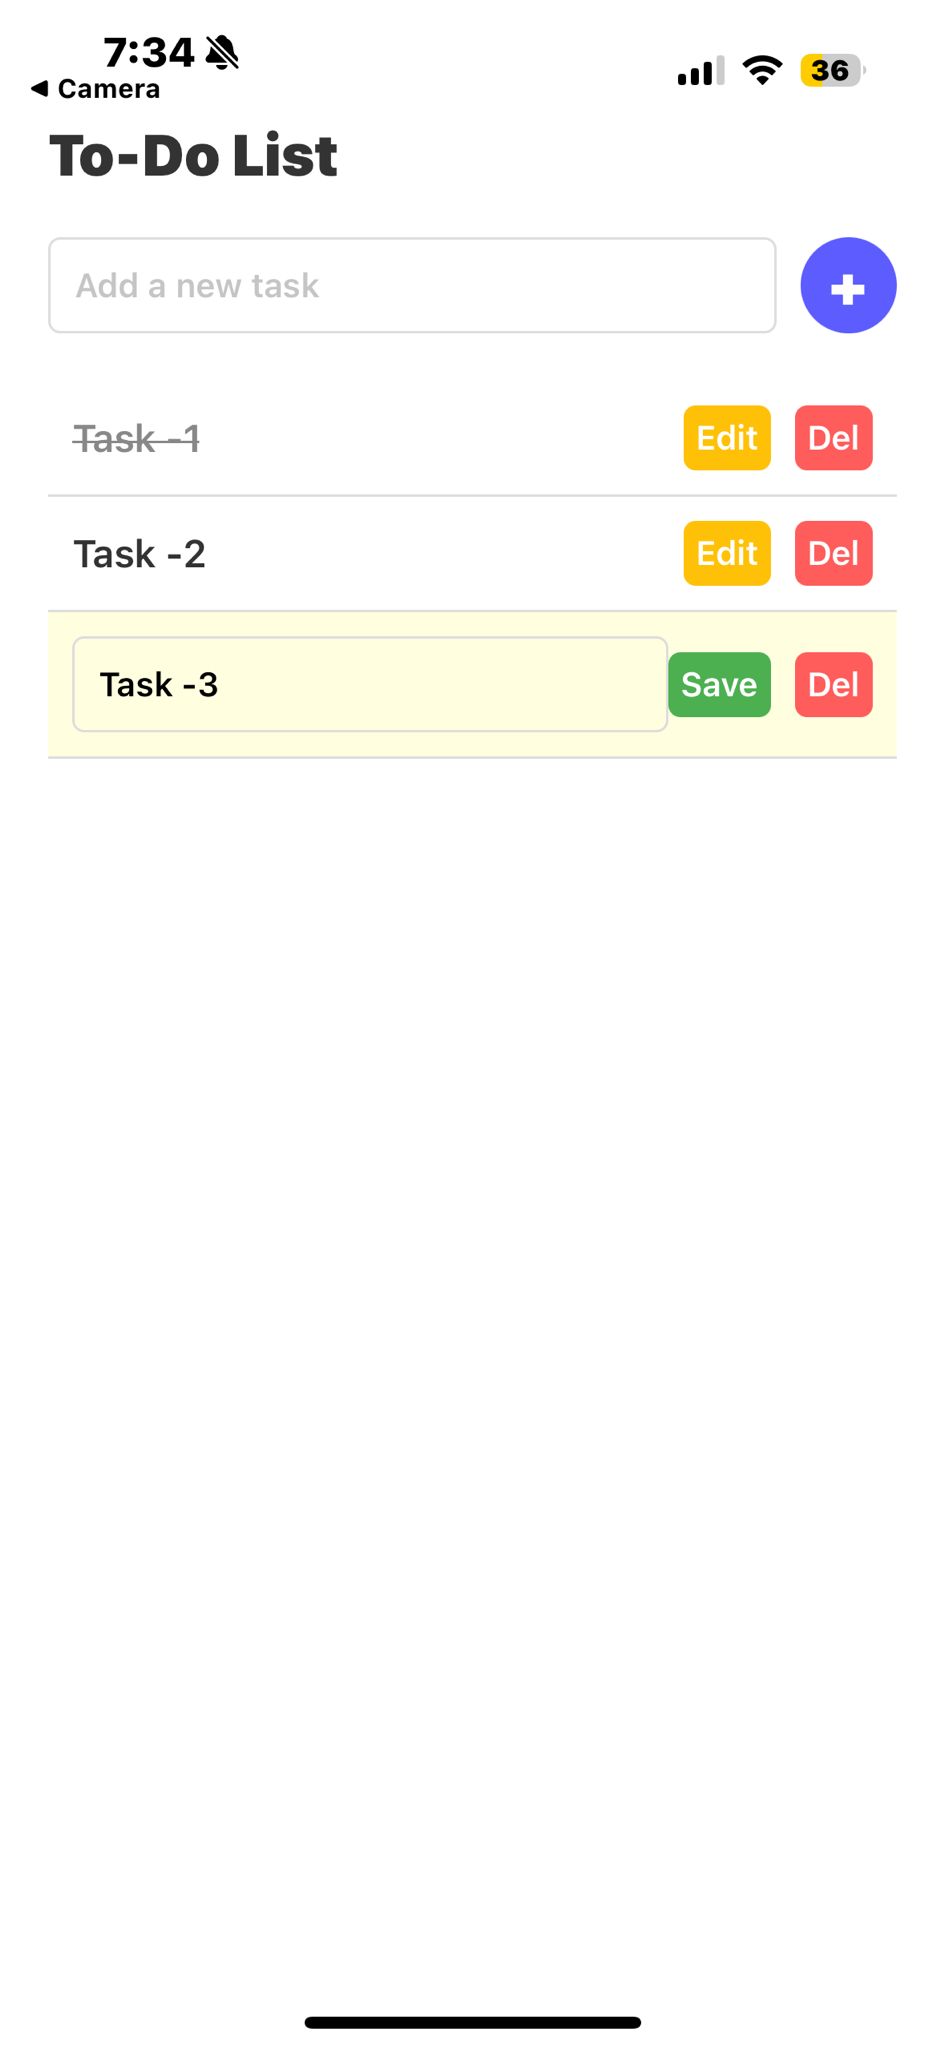 7:34
36
◀ Camera
To-Do List
Add a new task
+
Task -1 Edit Del
Task -2 Edit Del
Task -3 Save Del